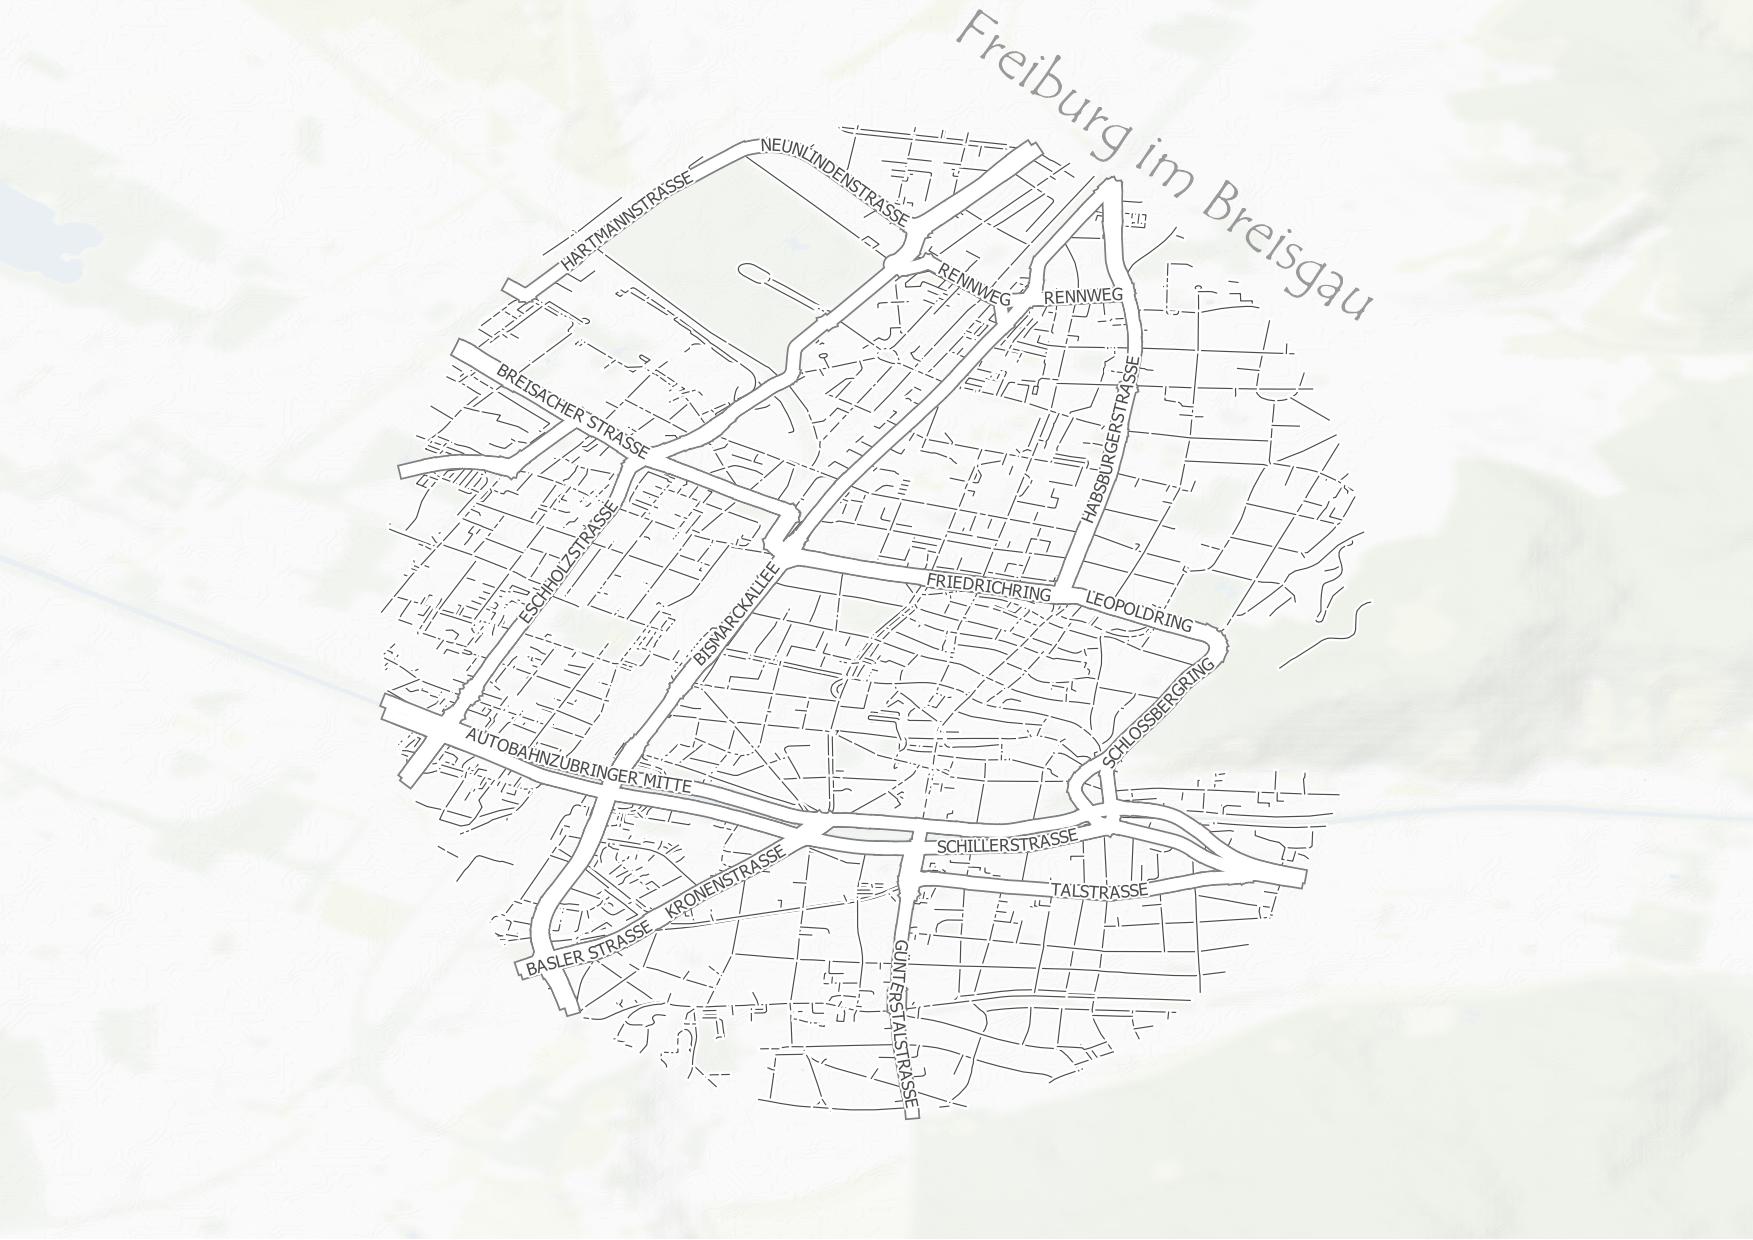 Freiburg im Breisgau
NEUNLINDENSTRASSE
HARTMANNSTRASSE
RENNWEG
RENNWEG
BREISACHER STRASSE
HABSBURGERSTRASSE
ESCHHOLZSTRASSE
BISMARCKALLEE
FRIEDRICHRING
LEOPOLDRING
SCHLOSSBERGRING
AUTOBAHNZUBRINGER MITTE
SCHILLERSTRASSE
KRONENSTRASSE
TALSTRASSE
BASLER STRASSE
GÜNTERSTALSTRASSE